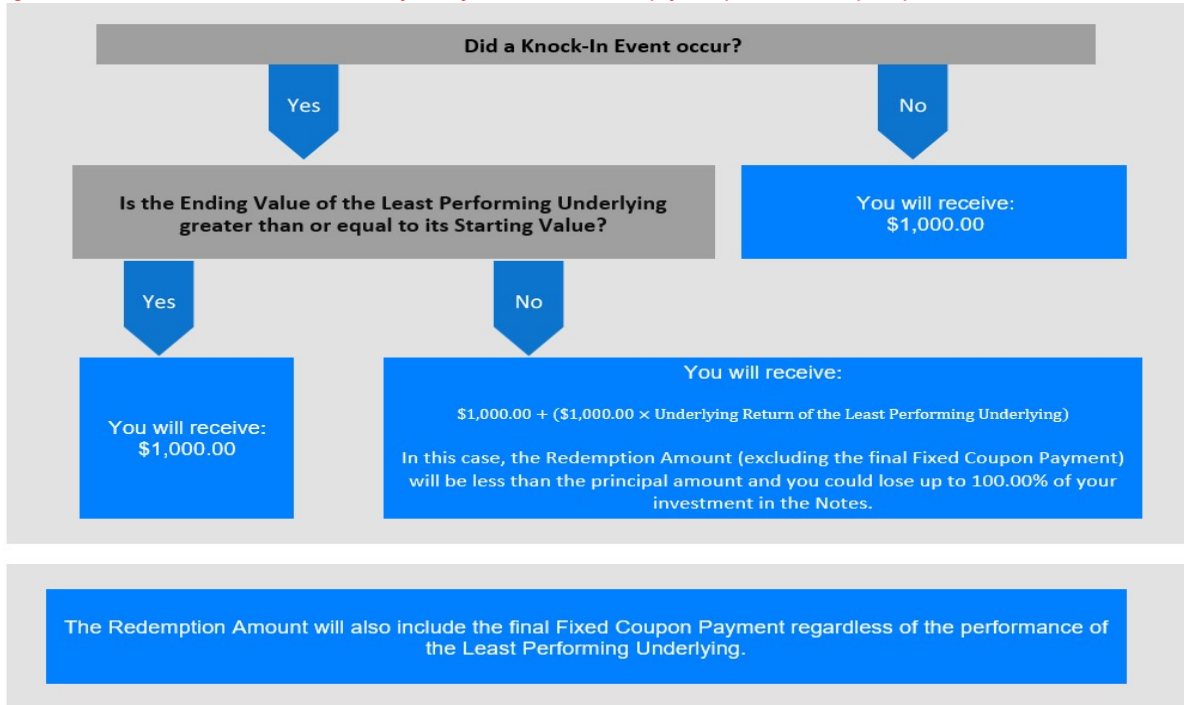 Did a Knock-In Event occur?
Yes
No
Is the Ending Value of the Least Performing Underlying
greater than or equal to its Starting Value?
You will receive:
$1,000.00
Yes
No
You will receive:
$1,000.00
You will receive:
$1,000.00 + ($1,000.00 × Underlying Return of the Least Performing Underlying)
In this case, the Redemption Amount (excluding the final Fixed Coupon Payment)
will be less than the principal amount and you could lose up to 100.00% of your
investment in the Notes.
The Redemption Amount will also include the final Fixed Coupon Payment regardless of the performance of
the Least Performing Underlying.